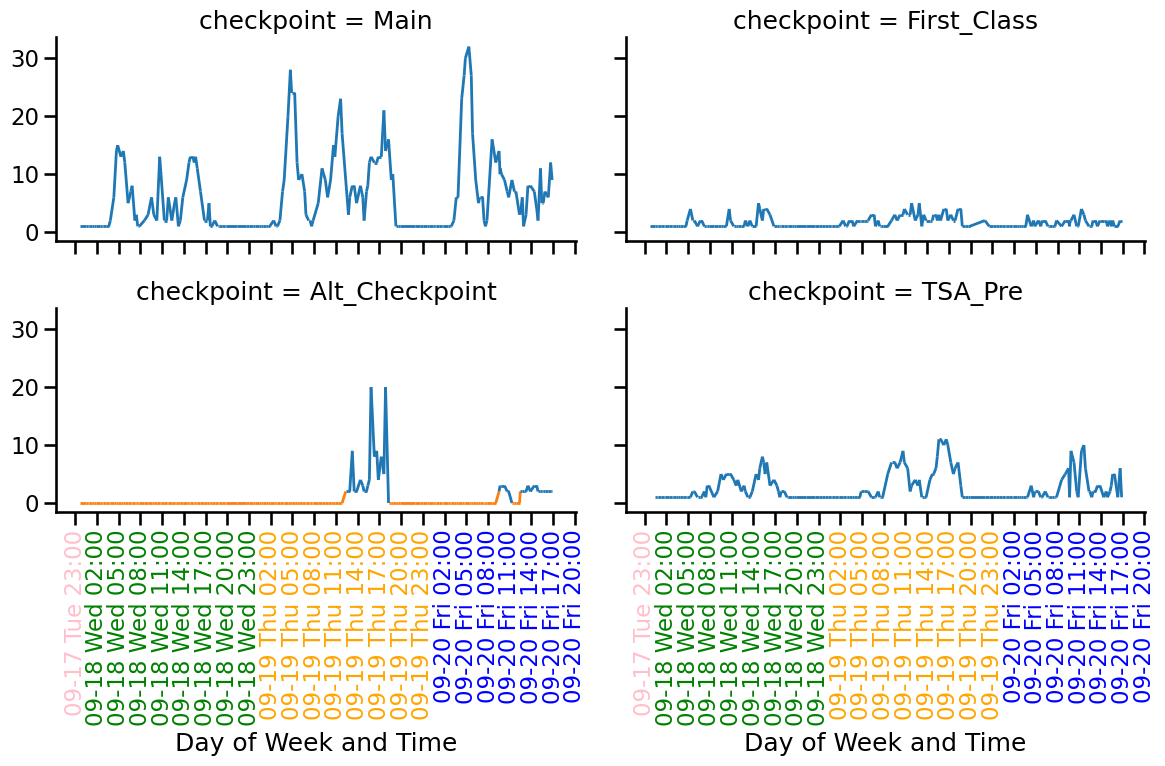 checkpoint = Main
30
20
10
0
checkpoint = First_Class
checkpoint = Alt_Checkpoint
30
20
10
0
checkpoint = TSA_Pre
09-17 Tue 23:00
09-18 Wed 02:00
09-18 Wed 05:00
09-18 Wed 08:00
09-18 Wed 11:00
09-18 Wed 14:00
09-18 Wed 17:00
09-18 Wed 20:00
09-18 Wed 23:00
09-19 Thu 02:00
09-19 Thu 05:00
09-19 Thu 08:00
09-19 Thu 11:00
09-19 Thu 14:00
09-19 Thu 17:00
09-19 Thu 20:00
09-19 Thu 23:00
09-20 Fri 02:00
09-20 Fri 05:00
09-20 Fri 08:00
09-20 Fri 11:00
09-20 Fri 14:00
09-20 Fri 17:00
09-20 Fri 20:00
Day of Week and Time
09-17 Tue 23:00
09-18 Wed 02:00
09-18 Wed 05:00
09-18 Wed 08:00
09-18 Wed 11:00
09-18 Wed 14:00
09-18 Wed 17:00
09-18 Wed 20:00
09-18 Wed 23:00
09-19 Thu 02:00
09-19 Thu 05:00
09-19 Thu 08:00
09-19 Thu 11:00
09-19 Thu 14:00
09-19 Thu 17:00
09-19 Thu 20:00
09-19 Thu 23:00
09-20 Fri 02:00
09-20 Fri 05:00
09-20 Fri 08:00
09-20 Fri 11:00
09-20 Fri 14:00
09-20 Fri 17:00
09-20 Fri 20:00
Day of Week and Time